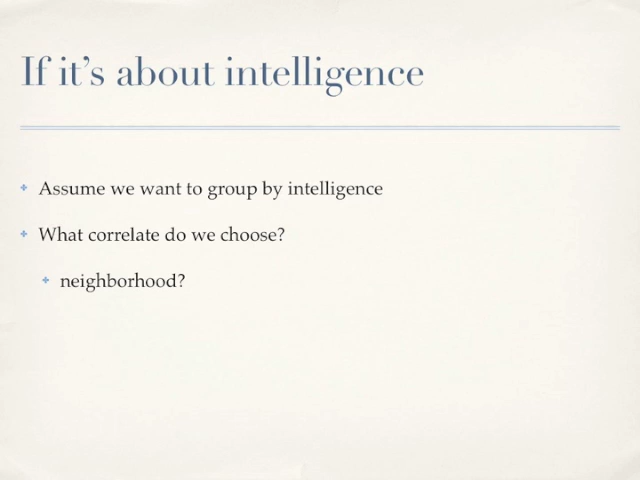 If it’s about intelligence
Assume we want to group by intelligence
What correlate do we choose?
neighborhood?